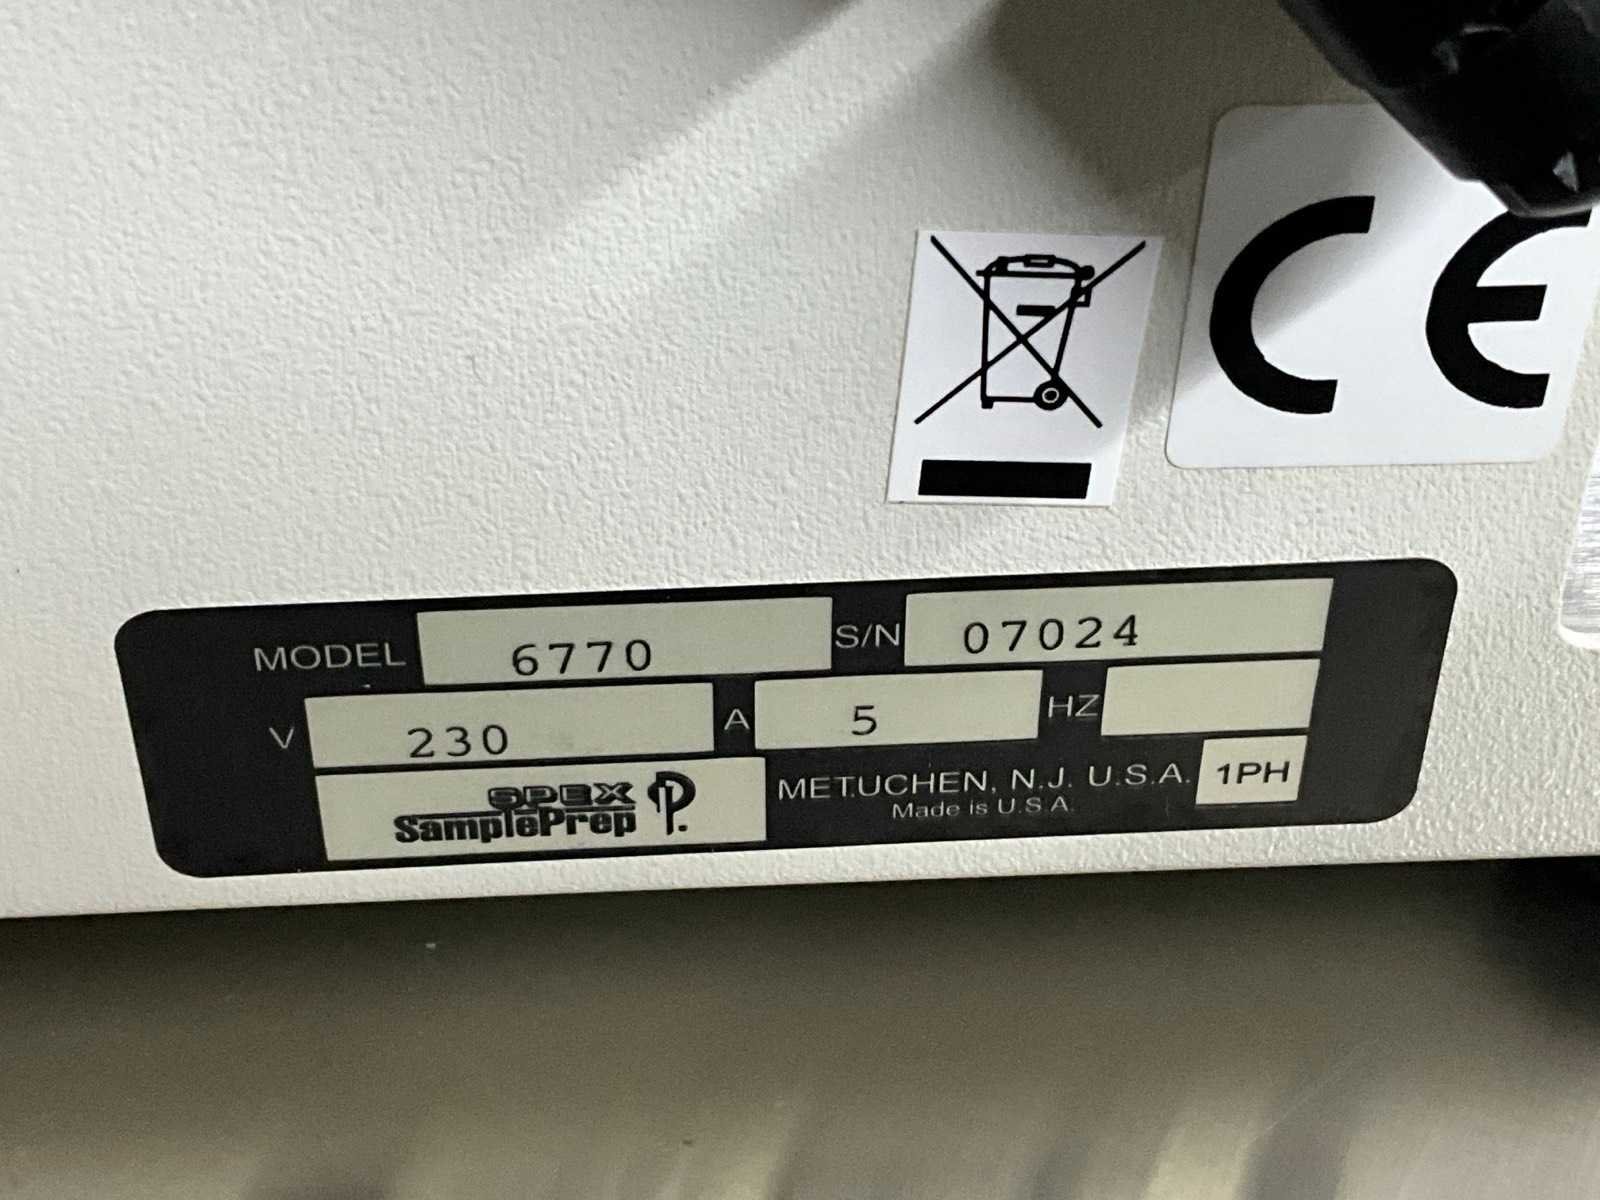 CE
MODEL 6770 S/N 07024
V 230 A 5 HZ
SPEX
SamplePrep
METUCHEN, N.J. U.S.A. 1PH
Made is U.S.A.